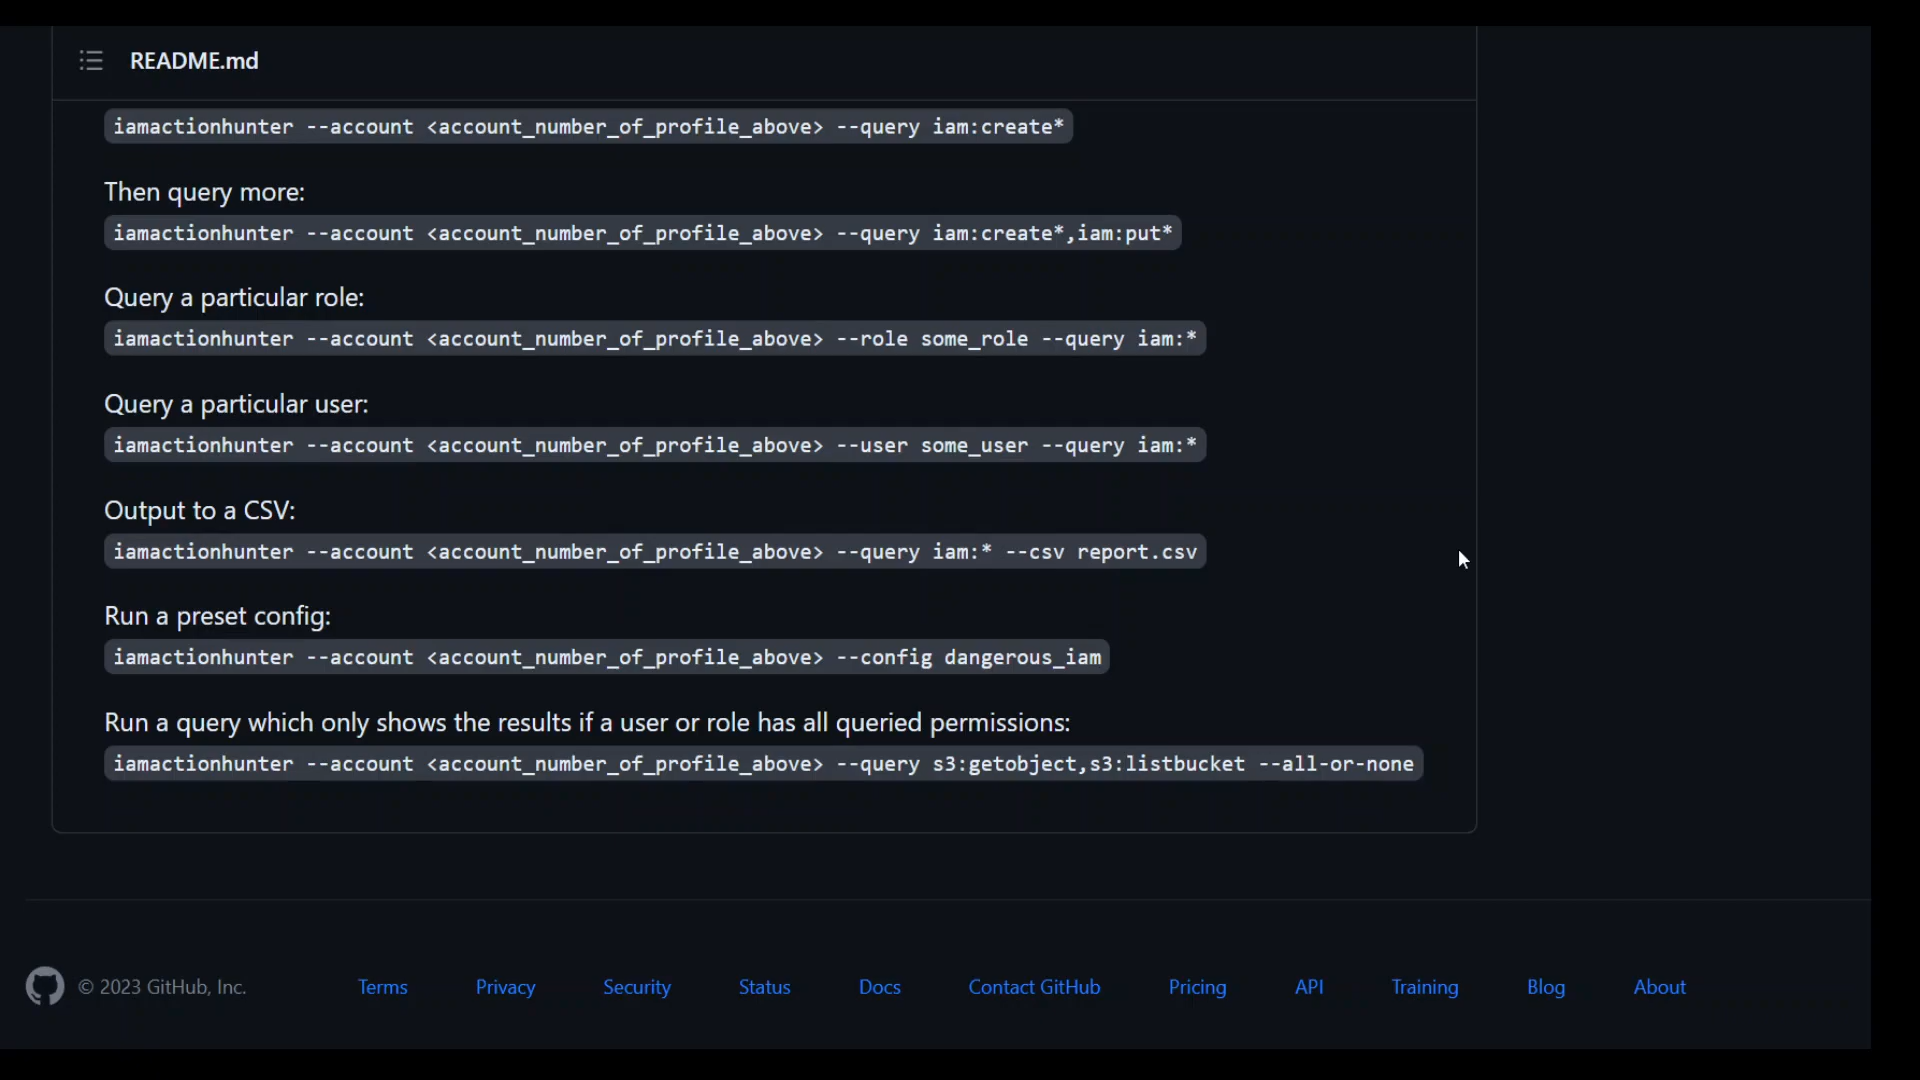 README.md
iamactionhunter --account <account_number_of_profile_above> --query iam:create*
Then query more:
iamactionhunter --account <account_number_of_profile_above> --query iam:create*,iam:put*
Query a particular role:
iamactionhunter --account <account_number_of_profile_above> --role some_role --query iam:*
Query a particular user:
iamactionhunter --account <account_number_of_profile_above> --user some_user --query iam:*
Output to a CSV:
iamactionhunter --account <account_number_of_profile_above> --query iam:* --csv report.csv
Run a preset config:
iamactionhunter --account <account_number_of_profile_above> --config dangerous_iam
Run a query which only shows the results if a user or role has all queried permissions:
iamactionhunter --account <account_number_of_profile_above> --query s3:getobject,s3:listbucket --all-or-none
© 2023 GitHub, Inc. Terms Privacy Security Status Docs Contact GitHub Pricing API Training Blog About